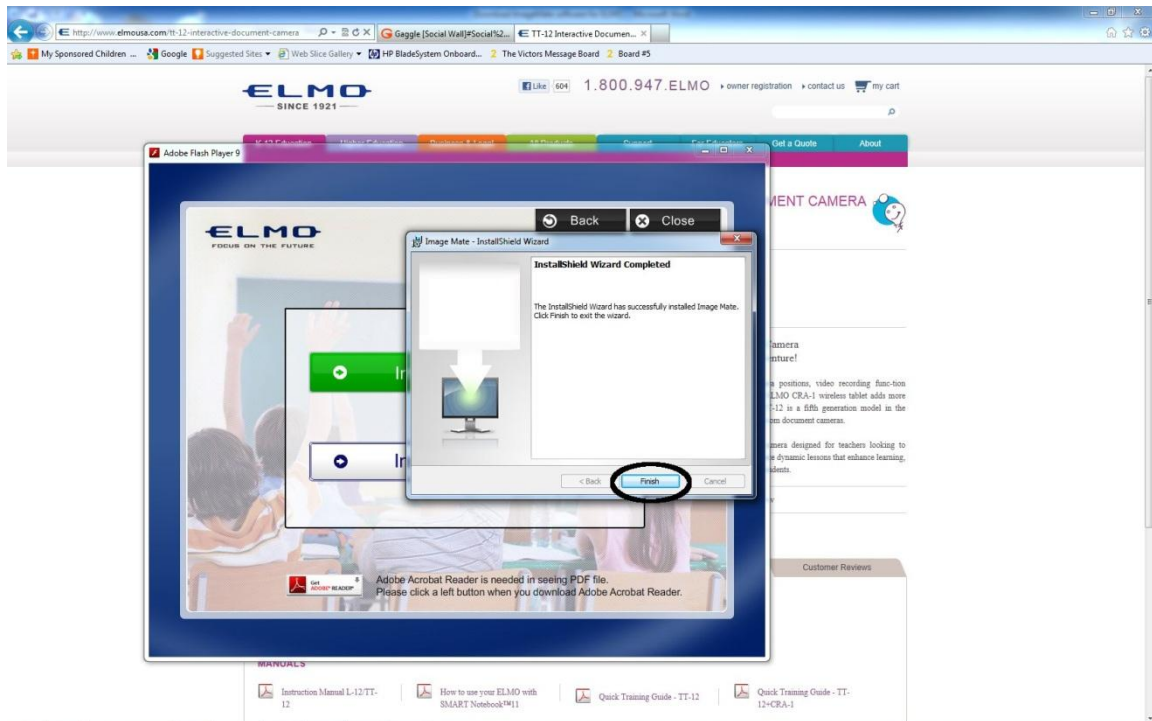 http://www.elmousa.com/tt-12-interactive-document-camera
Gaggle [Social Wall]#Social%2...
TT-12 Interactive Documen...
My Sponsored Children ...
Google
Suggested Sites
Web Slice Gallery
HP BladeSystem Onboard...
The Victors Message Board
Board #5
ELMO
SINCE 1921
Like 604
1.800.947.ELMO
owner registration
contact us
my cart
Get a Quote
About
Adobe Flash Player 9
MENT CAMERA
Back
Close
ELMO
FOCUS ON THE FUTURE
Image Mate - InstallShield Wizard
InstallShield Wizard Completed
The InstallShield Wizard has successfully installed Image Mate.
Click Finish to exit the wizard.
In
In
< Back
Finish
Cancel
Camera
enture!
positions, video recording func-tion
ELMO CRA-1 wireless tablet adds more
-12 is a fifth generation model in the
om document cameras.
mera designed for teachers looking to
e dynamic lessons that enhance learning,
udents.
Customer Reviews
Get
ADOBE® READER®
Adobe Acrobat Reader is needed in seeing PDF file.
Please click a left button when you download Adobe Acrobat Reader.
MANUALS
Instruction Manual L-12/TT-
12
How to use your ELMO with
SMART Notebook™11
Quick Training Guide - TT-12
Quick Training Guide - TT-
12+CRA-1